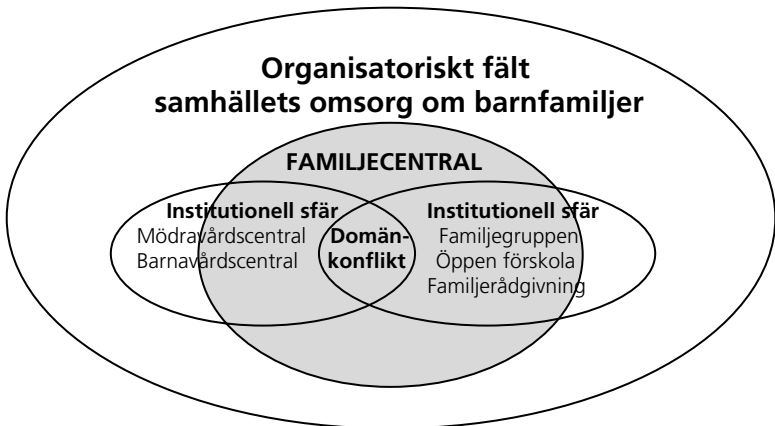 Organisatoriskt fält
samhällets omsorg om barnfamiljer
FAMILJECENTRAL
Institutionell sfär
Mödravårdscentral
Barnavårdscentral
Domän-
konflikt
Institutionell sfär
Familjegruppen
Öppen förskola
Familjerådgivning